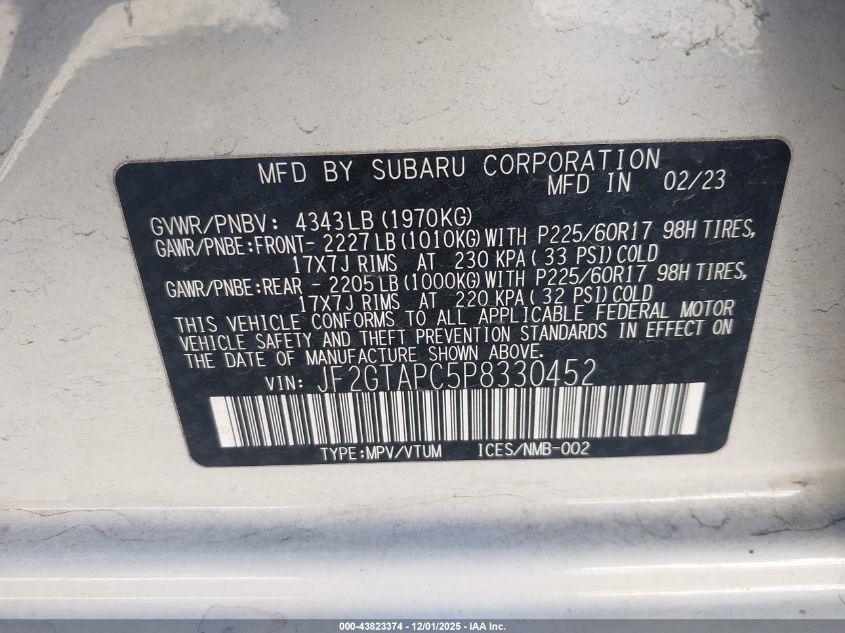 MFD BY SUBARU CORPORATION
MFD IN 02/23
GVWR/PNBV: 4343LB (1970KG)
GAWR/PNBE:FRONT- 2227LB (1010KG) WITH P225/60R17 98H TIRES,
17X7J RIMS AT 230 KPA ( 33 PSI) COLD
GAWR/PNBE:REAR - 2205LB (1000KG) WITH P225/60R17 98H TIRES,
17X7J RIMS AT 220 KPA ( 32 PSI) COLD
THIS VEHICLE CONFORMS TO ALL APPLICABLE FEDERAL MOTOR
VEHICLE SAFETY AND THEFT PREVENTION STANDARDS IN EFFECT ON
THE DATE OF MANUFACTURE SHOWN ABOVE.
VIN: JF2GTAPC5P8330452
TYPE:MPV/VTUM ICES/NMB-002
000-43823374 • 12/01/2025 - IAA Inc.